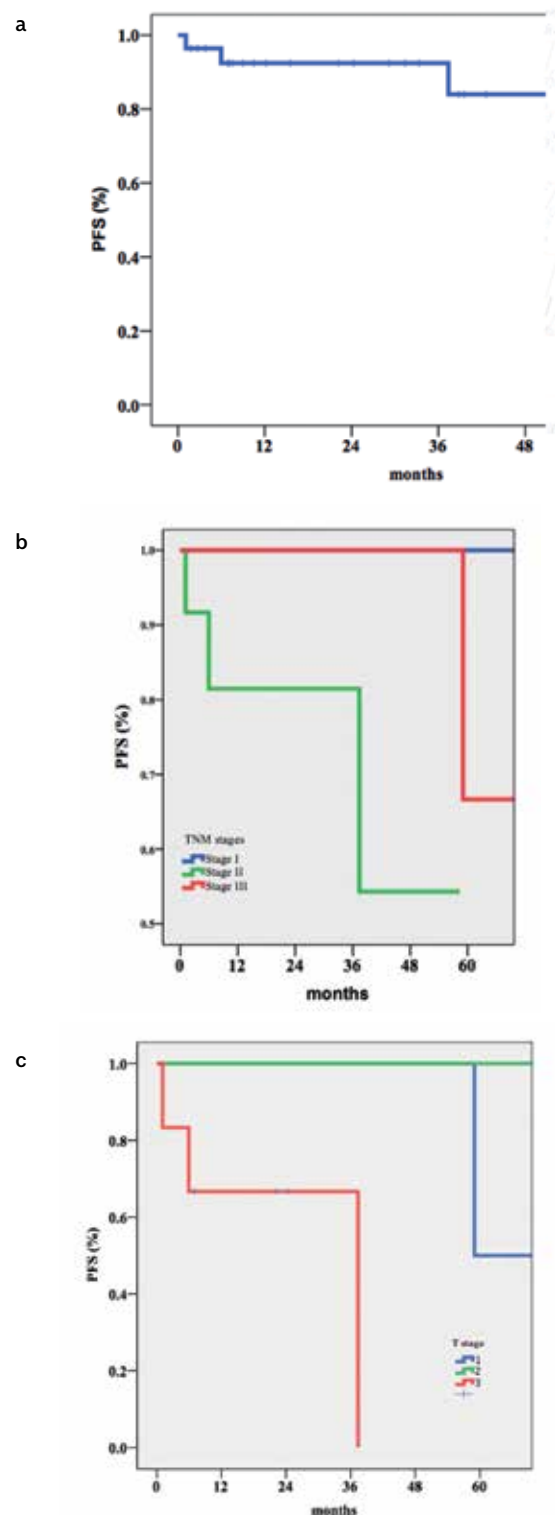 a
1.0
0.8
0.6
0.4
0.2
0.0
PFS (%)
0 12 24 36 48
months
b
1.0
0.9
0.8
0.7
0.6
0.5
PFS (%)
TNM stages
Stage I
Stage II
Stage III
0 12 24 36 48 60
months
c
1.0
0.8
0.6
0.4
0.2
0.0
PFS (%)
T stage
1
2
3
0 12 24 36 48 60
months